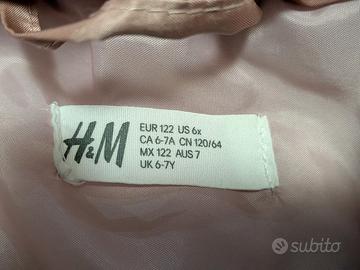 H&M
EUR 122 US 6x
CA 6-7A CN 120/64
MX 122 AUS 7
UK 6-7Y
subito